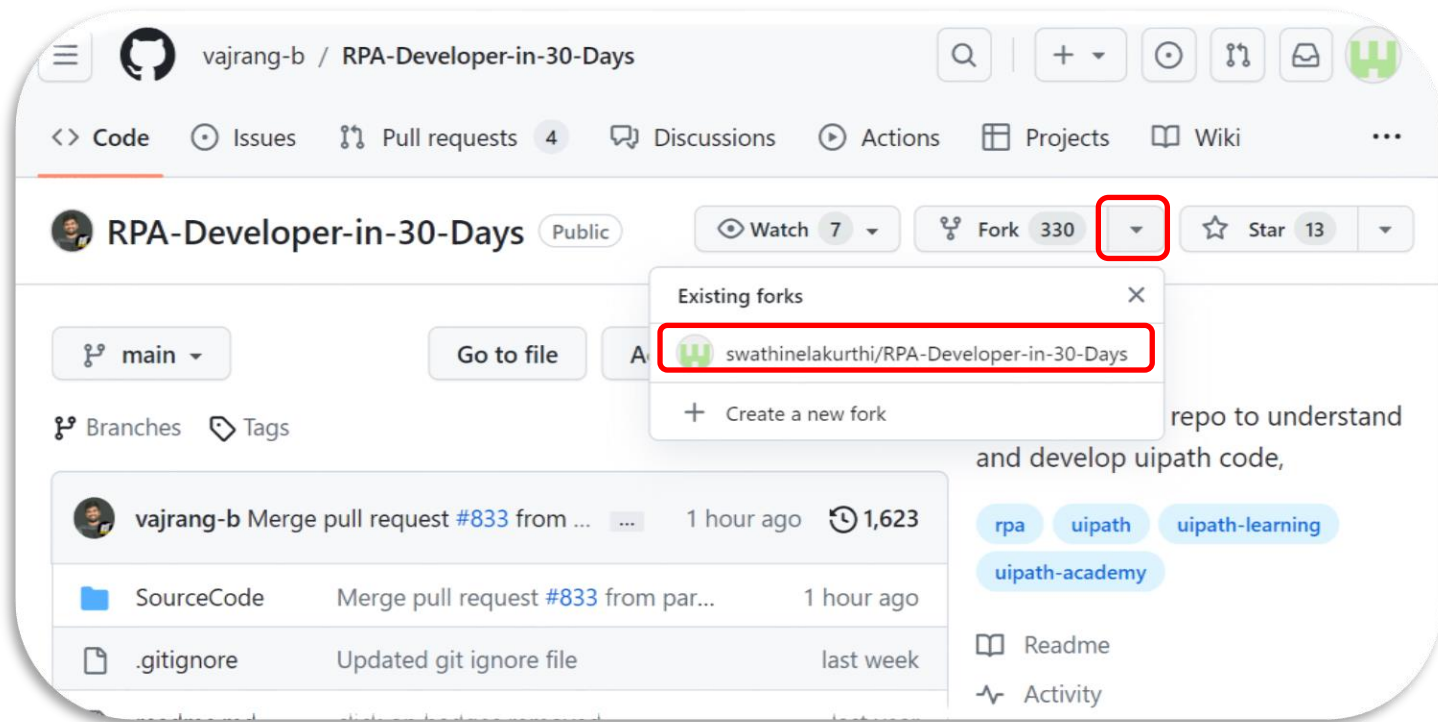 vajrang-b / RPA-Developer-in-30-Days
Code Issues Pull requests 4 Discussions Actions Projects Wiki
RPA-Developer-in-30-Days Public Watch 7 Fork 330 Star 13
Existing forks
main Go to file swathinelakurthi/RPA-Developer-in-30-Days
Create a new fork
Branches Tags
repo to understand
and develop uipath code,
vajrang-b Merge pull request #833 from ... ... 1 hour ago 1,623
rpa uipath uipath-learning
uipath-academy
SourceCode Merge pull request #833 from par... 1 hour ago
.gitignore Updated git ignore file last week
Readme
Activity